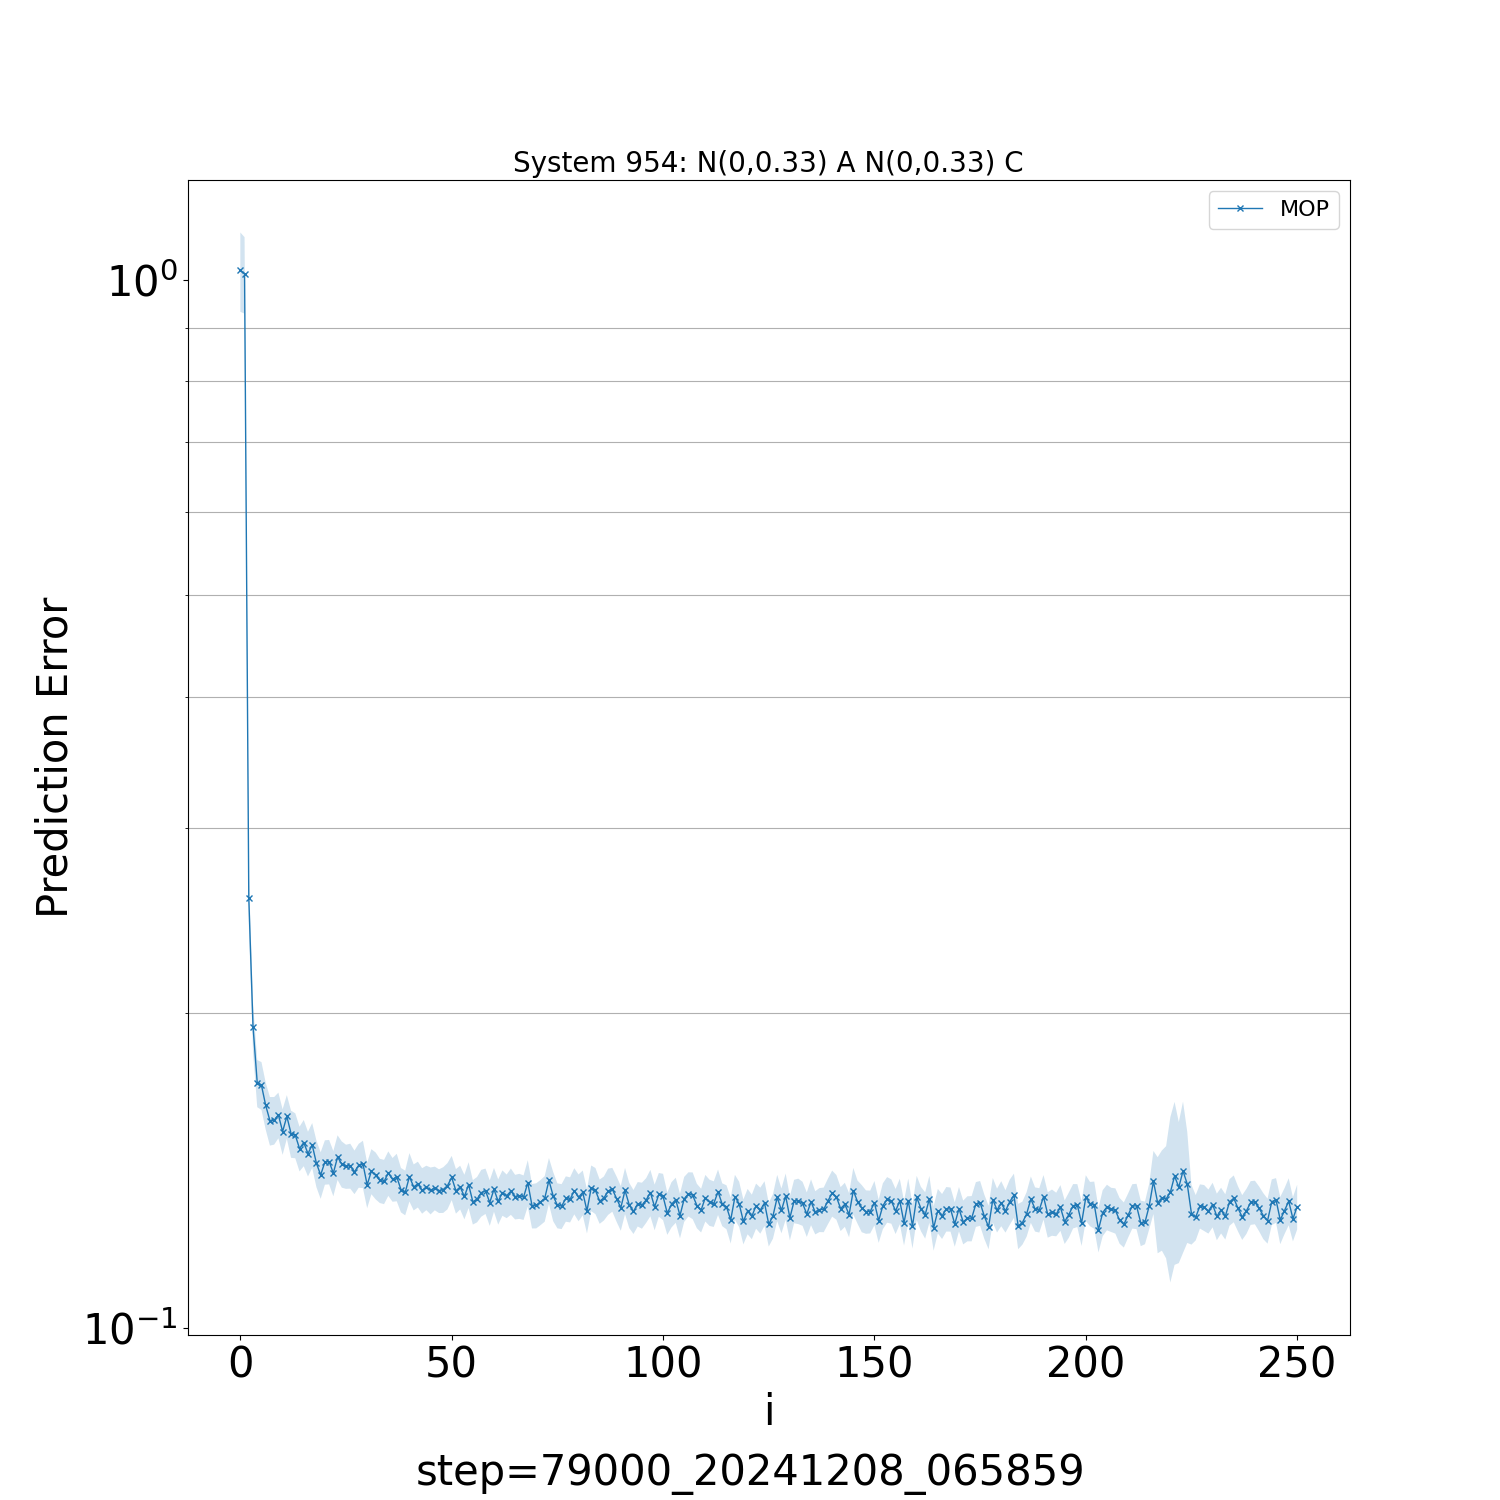 System 954: N(0,0.33) A N(0,0.33) C
MOP
10⁰
10⁻¹
Prediction Error
0 50 100 150 200 250
i
step=79000_20241208_065859